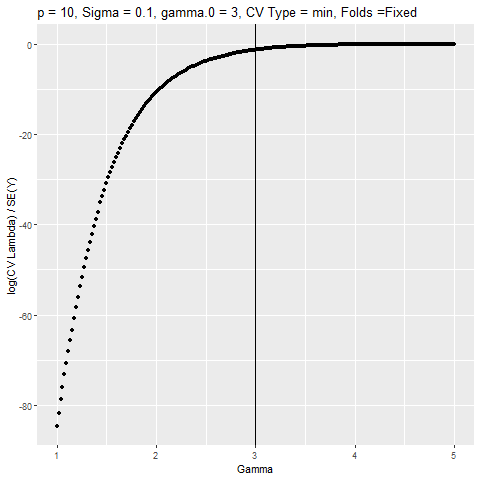 p = 10, Sigma = 0.1, gamma.0 = 3, CV Type = min, Folds =Fixed
log(CV Lambda) / SE(Y)
0
-20
-40
-60
-80
1 2 3 4 5
Gamma